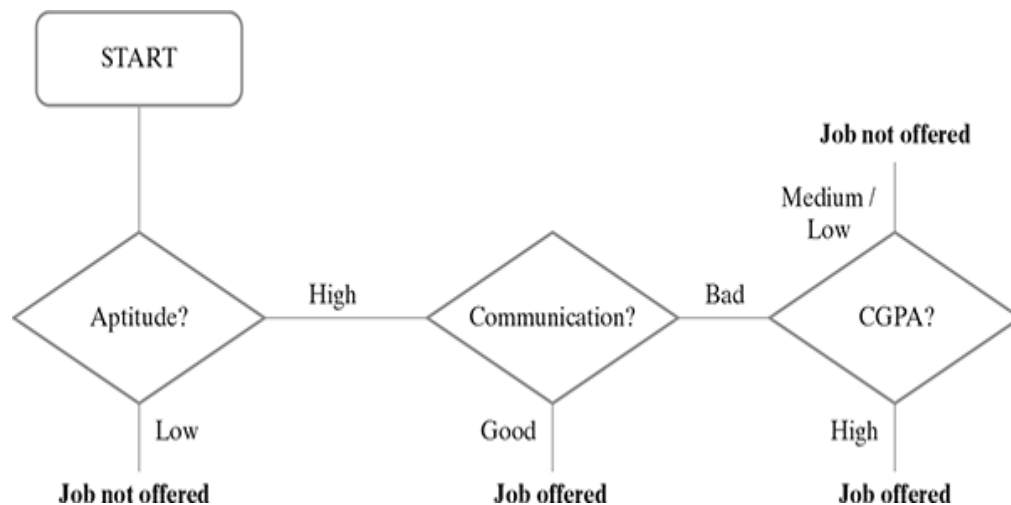 START
Job not offered
Medium /
Low
Aptitude?
High
Communication?
Bad
CGPA?
Low
Good
High
Job not offered
Job offered
Job offered